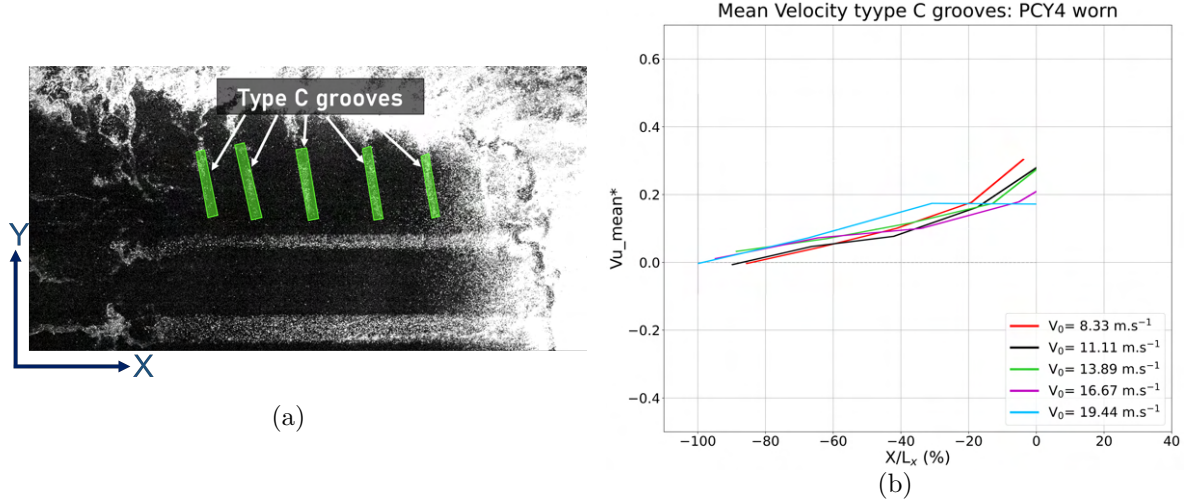 Type C grooves
Y
X
(a)
Mean Velocity tyype C grooves: PCY4 worn
Vu_mean*
0.6
0.4
0.2
0.0
−0.2
−0.4
−100 −80 −60 −40 −20 0 20 40
X/Lₓ (%)
V₀= 8.33 m.s⁻¹
V₀= 11.11 m.s⁻¹
V₀= 13.89 m.s⁻¹
V₀= 16.67 m.s⁻¹
V₀= 19.44 m.s⁻¹
(b)